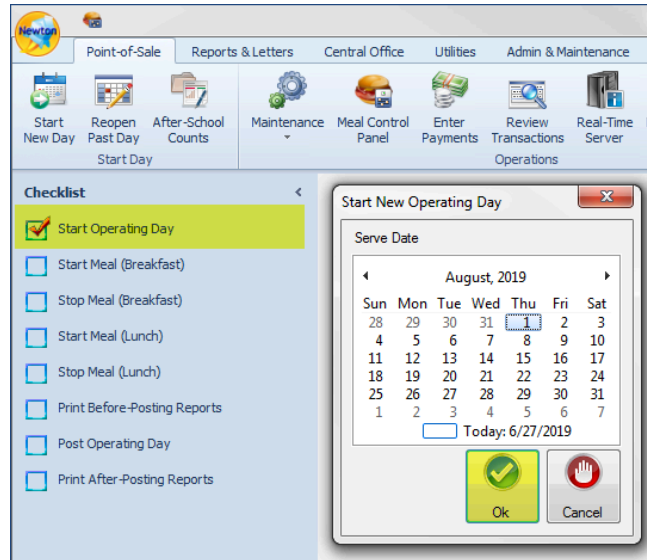 Newton
Point-of-Sale Reports & Letters Central Office Utilities Admin & Maintenance
Start New Day Reopen Past Day After-School Counts Maintenance Meal Control Panel Enter Payments Review Transactions Real-Time Server
Start Day Operations
Checklist <
Start Operating Day
Start Meal (Breakfast)
Stop Meal (Breakfast)
Start Meal (Lunch)
Stop Meal (Lunch)
Print Before-Posting Reports
Post Operating Day
Print After-Posting Reports
Start New Operating Day
Serve Date
August, 2019
Sun Mon Tue Wed Thu Fri Sat
28 29 30 31 1 2 3
4 5 6 7 8 9 10
11 12 13 14 15 16 17
18 19 20 21 22 23 24
25 26 27 28 29 30 31
1 2 3 4 5 6 7
Today: 6/27/2019
Ok Cancel